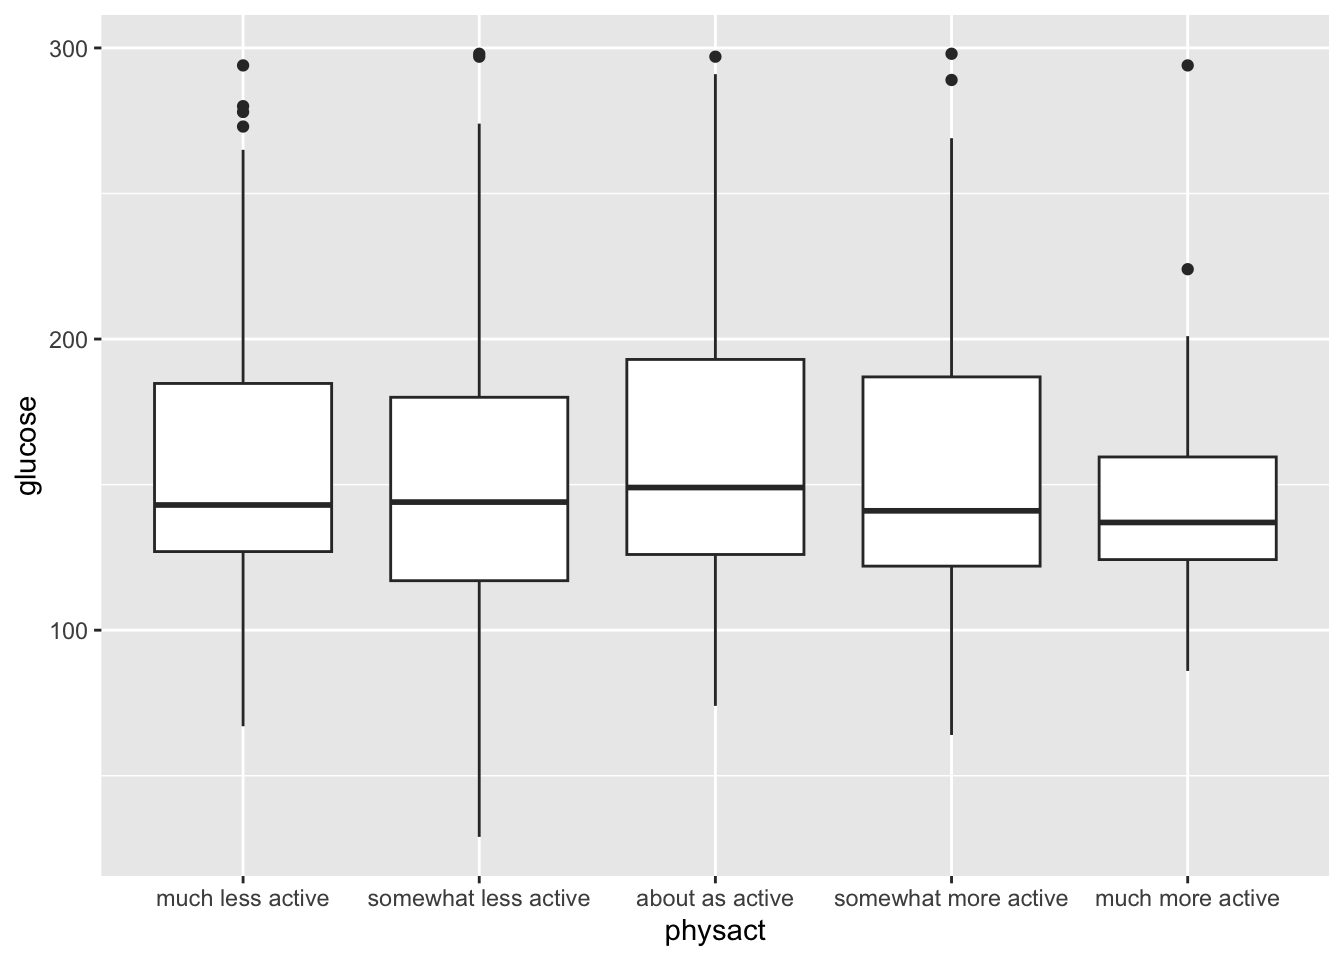 300
200
100
glucose
much less active
somewhat less active
about as active
somewhat more active
much more active
physact